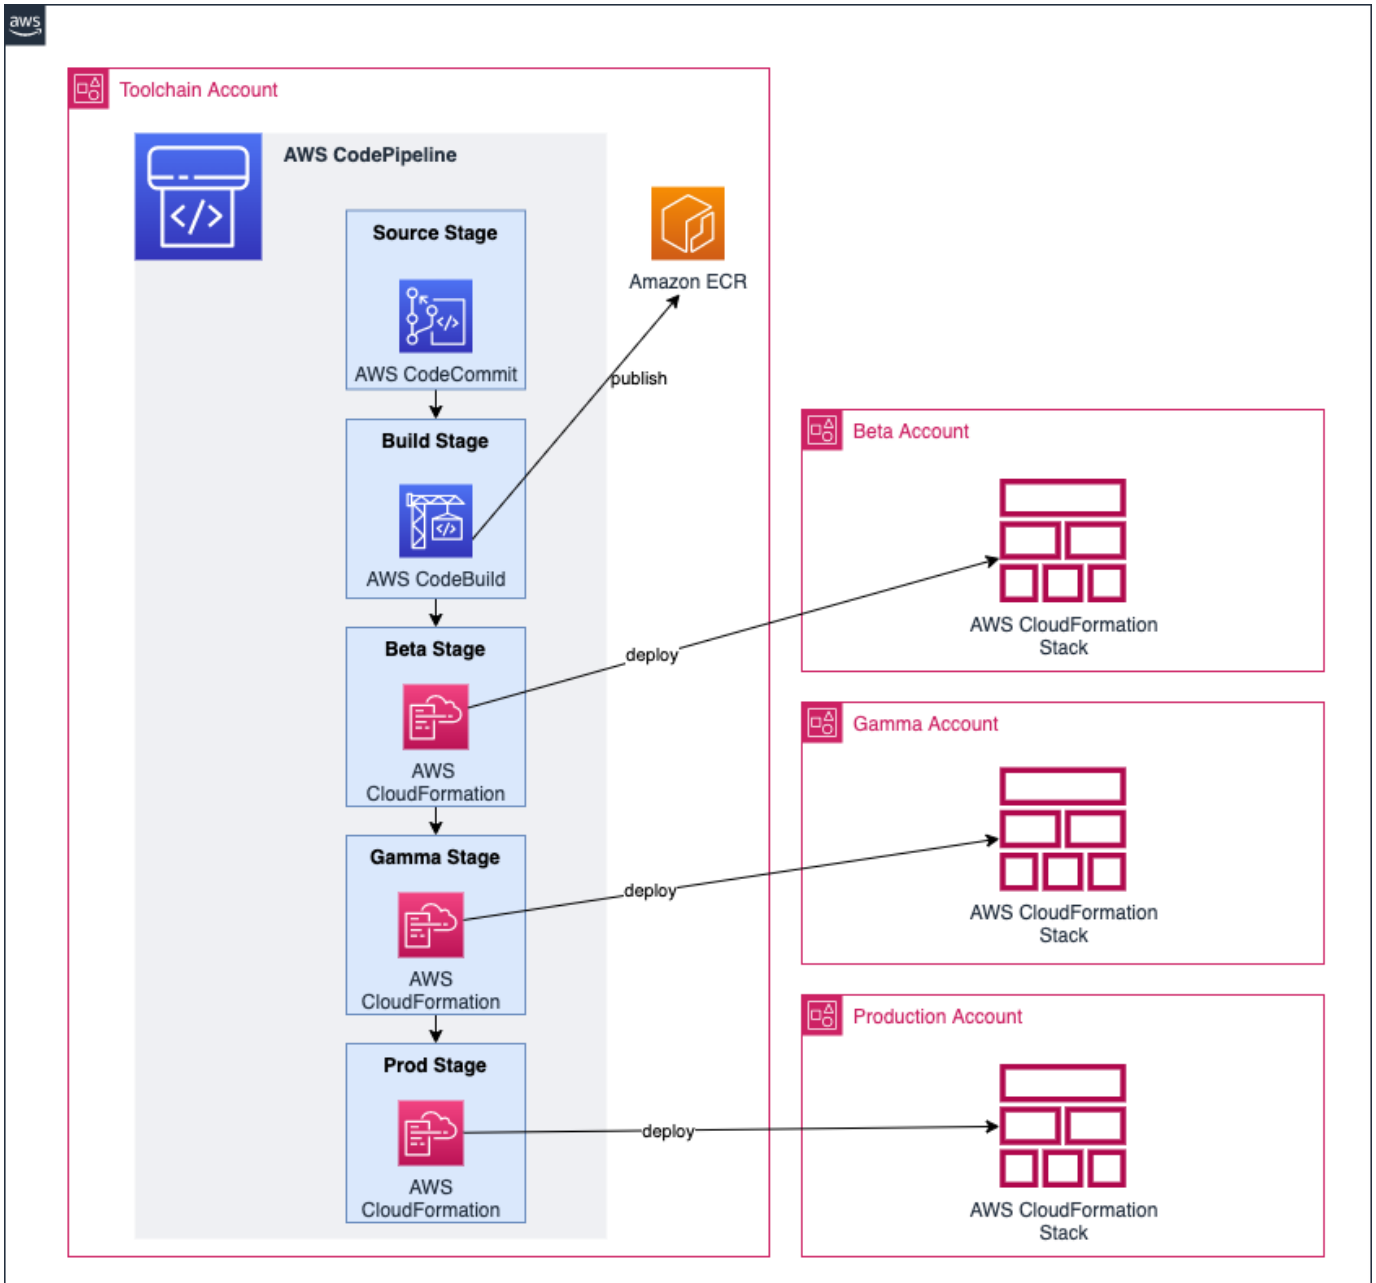 aws
Toolchain Account
AWS CodePipeline
Source Stage
AWS CodeCommit
Amazon ECR
publish
Build Stage
AWS CodeBuild
Beta Stage
AWS
CloudFormation
deploy
Beta Account
AWS CloudFormation
Stack
Gamma Stage
AWS
CloudFormation
deploy
Gamma Account
AWS CloudFormation
Stack
Prod Stage
AWS
CloudFormation
deploy
Production Account
AWS CloudFormation
Stack